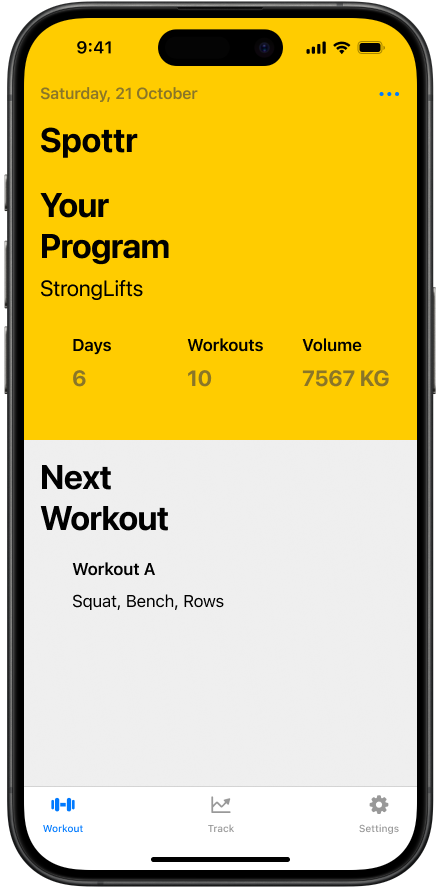 9:41
Saturday, 21 October
Spottr
Your
Program
StrongLifts
Days Workouts Volume
6 10 7567 KG
Next
Workout
Workout A
Squat, Bench, Rows
Workout Track Settings